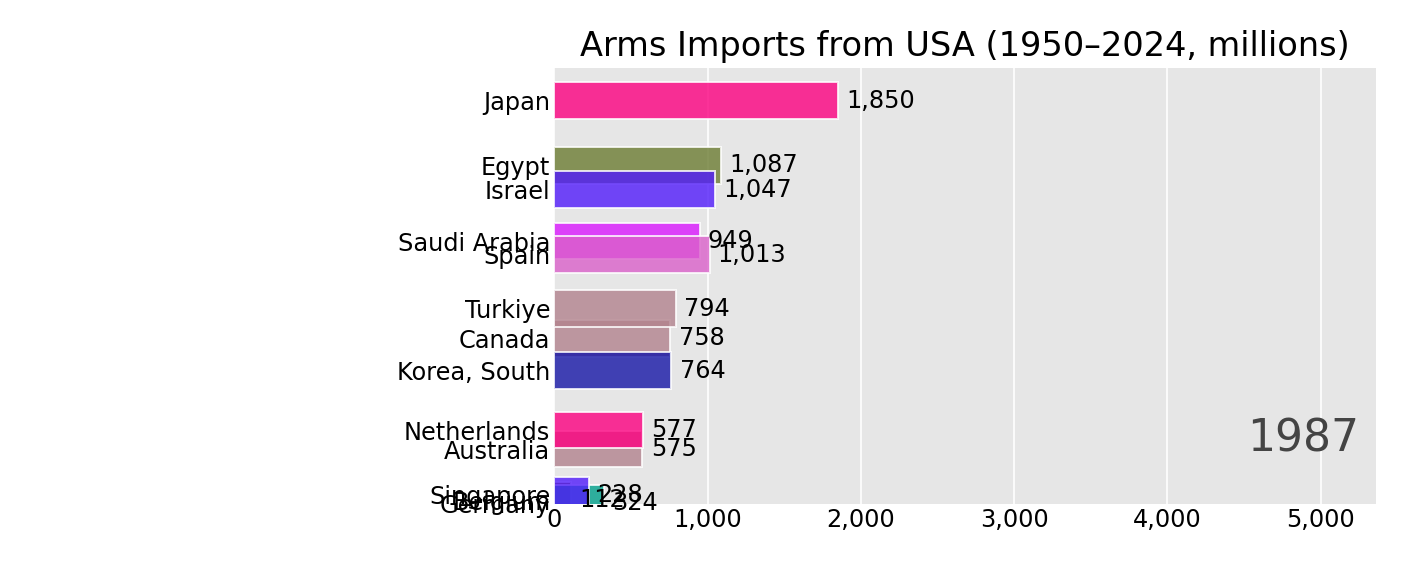 Arms Imports from USA (1950–2024, millions)
Japan 1,850
Egypt 1,087
Israel 1,047
Saudi Arabia 949
Spain 1,013
Turkiye 794
Canada 758
Korea, South 764
Netherlands 577
Australia 575
1987
Singapore 228
Germany 324
0 1,000 2,000 3,000 4,000 5,000